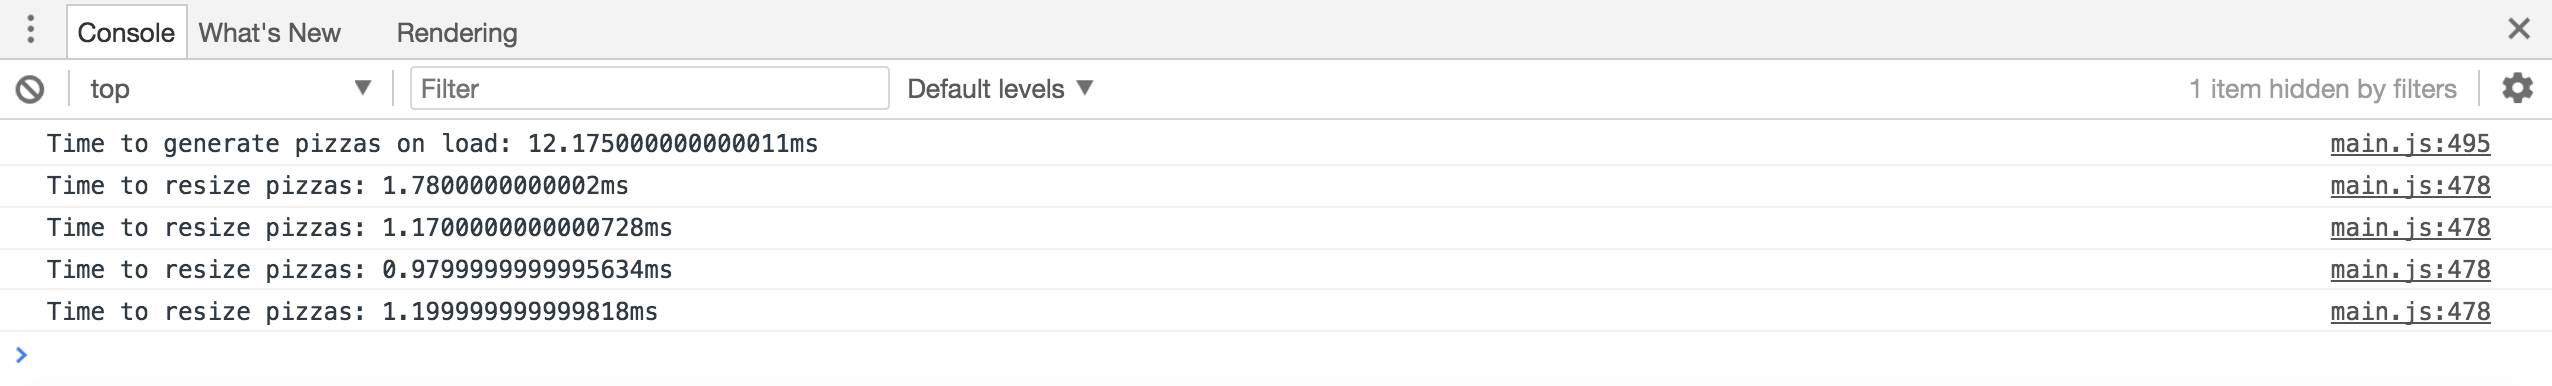 Console What's New Rendering
top Filter Default levels 1 item hidden by filters
Time to generate pizzas on load: 12.175000000000011ms main.js:495
Time to resize pizzas: 1.7800000000002ms main.js:478
Time to resize pizzas: 1.1700000000000728ms main.js:478
Time to resize pizzas: 0.9799999999995634ms main.js:478
Time to resize pizzas: 1.199999999999818ms main.js:478